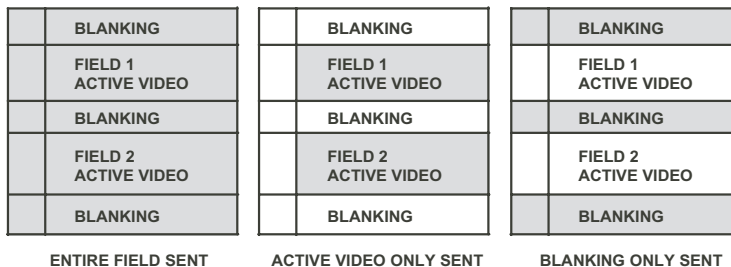 BLANKING
FIELD 1
ACTIVE VIDEO
BLANKING
FIELD 2
ACTIVE VIDEO
BLANKING
ENTIRE FIELD SENT
BLANKING
FIELD 1
ACTIVE VIDEO
BLANKING
FIELD 2
ACTIVE VIDEO
BLANKING
ACTIVE VIDEO ONLY SENT
BLANKING
FIELD 1
ACTIVE VIDEO
BLANKING
FIELD 2
ACTIVE VIDEO
BLANKING
BLANKING ONLY SENT